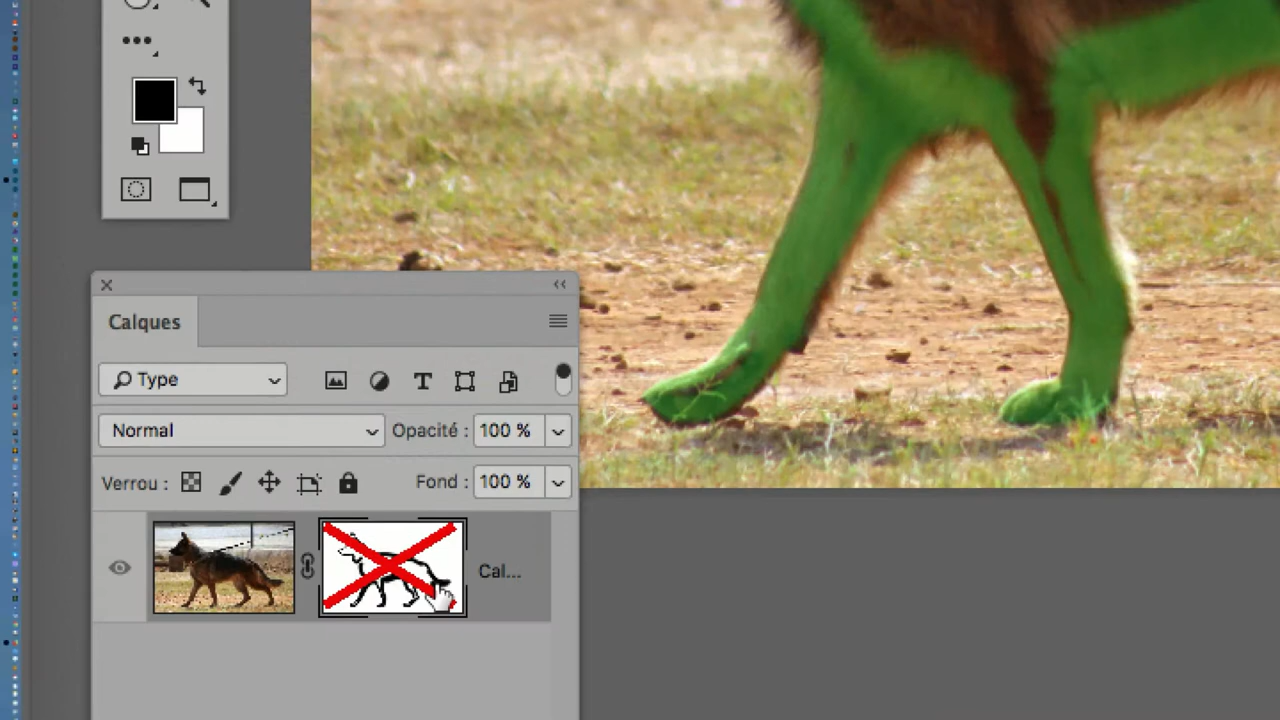 Calques
Type
Normal Opacité : 100 %
Verrou : Fond : 100 %
Cal...